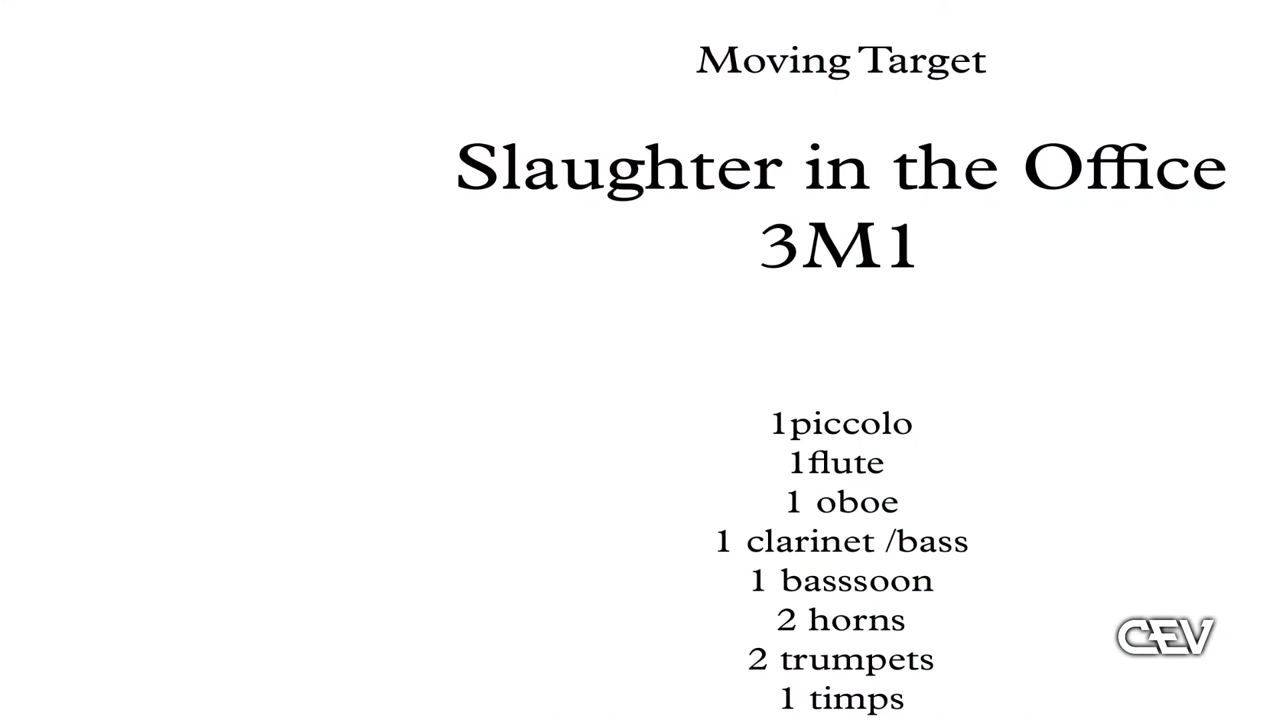 Moving Target
Slaughter in the Office
3M1
1piccolo
1flute
1 oboe
1 clarinet /bass
1 basssoon
2 horns
2 trumpets
1 timps
CEV